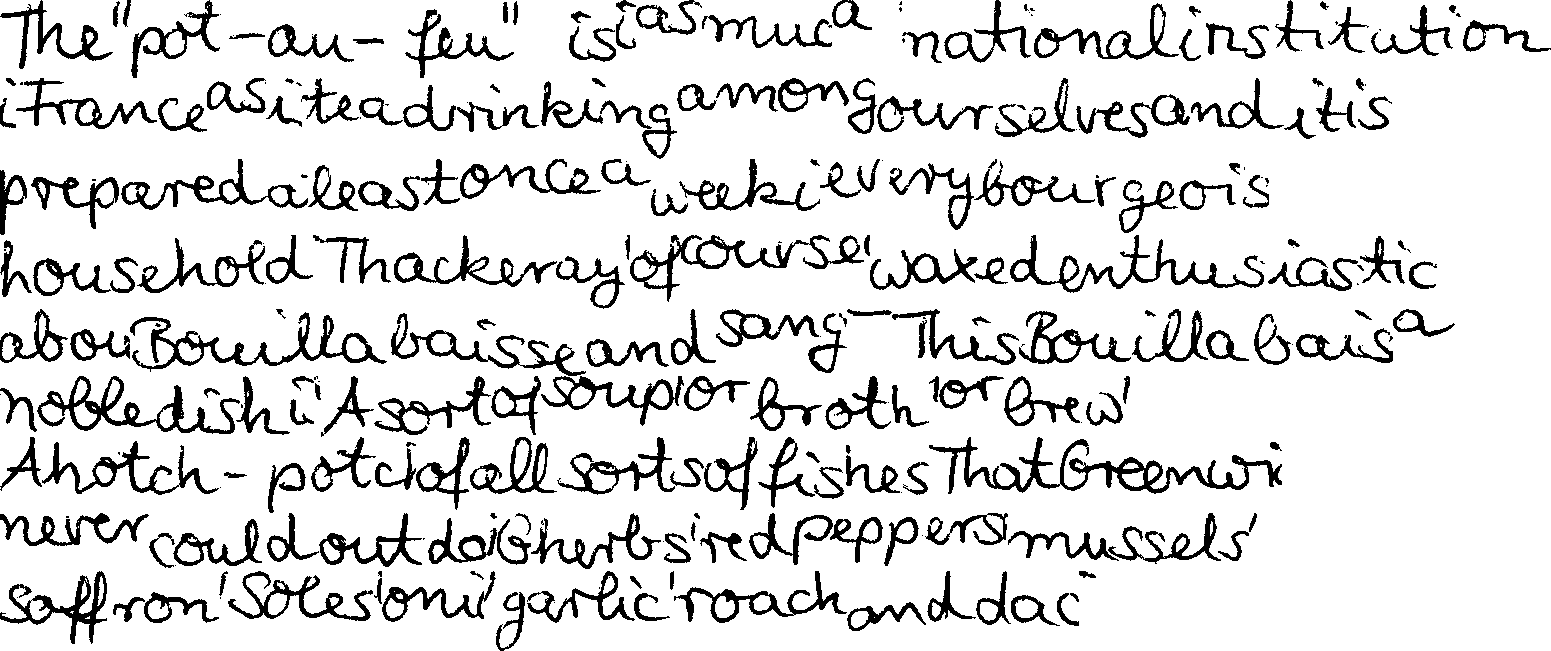 The "pot-au-feu" is i as muc a national institution
i France as i tea drinking among ourselves and it is
prepared a least once a week i every bourgeois
household Thackeray ' of course ' waxed enthusiastic
abou Bouillabaisse and sang - This Bouillabais a
noble dish i ' A sort of soup ' or broth ' or brew '
A hotch-potch of all sorts of fishes That Greenwi
never could outdo ' G herbs ' red peppers ' mussels '
saffron ' Soles ' oni ' garlic ' roach and dac